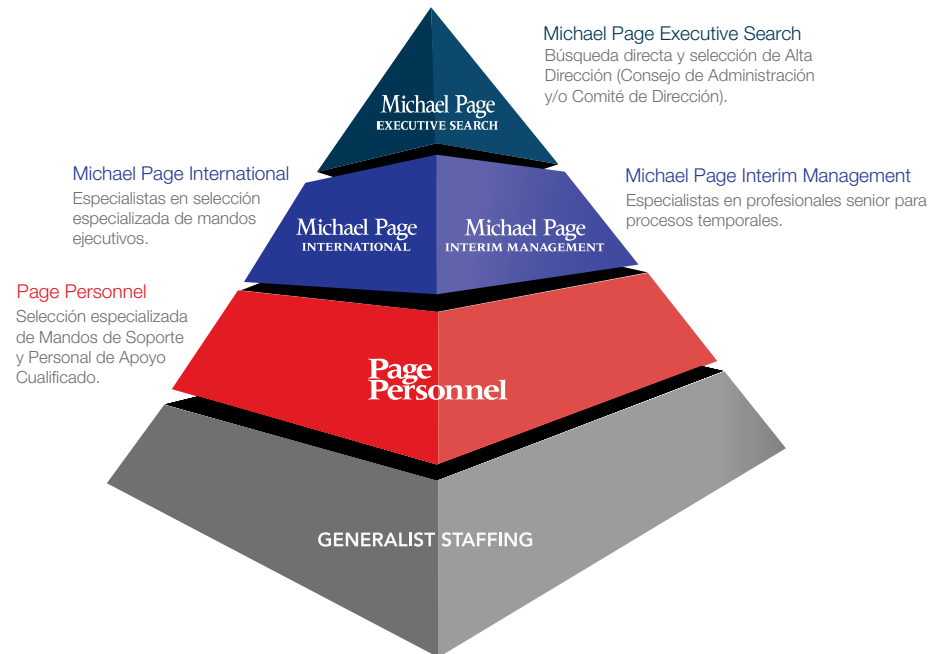 Michael Page Executive Search
Búsqueda directa y selección de Alta
Dirección (Consejo de Administración
y/o Comité de Dirección).
Michael Page
EXECUTIVE SEARCH
Michael Page International
Especialistas en selección
especializada de mandos
ejecutivos.
Michael Page
INTERNATIONAL
Michael Page
INTERIM MANAGEMENT
Michael Page Interim Management
Especialistas en profesionales senior para
procesos temporales.
Page Personnel
Selección especializada
de Mandos de Soporte
y Personal de Apoyo
Cualificado.
Page
Personnel
GENERALIST STAFFING